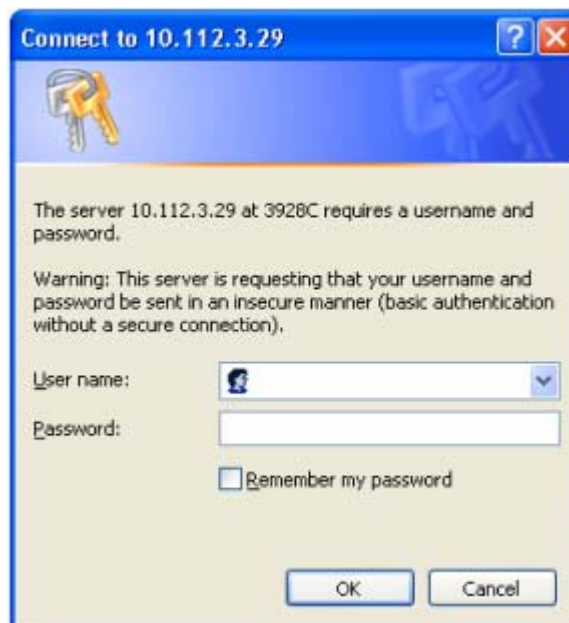 Connect to 10.112.3.29
?
The server 10.112.3.29 at 3928C requires a username and
password.
Warning: This server is requesting that your username and
password be sent in an insecure manner (basic authentication
without a secure connection).
User name:
Password:
Remember my password
OK
Cancel